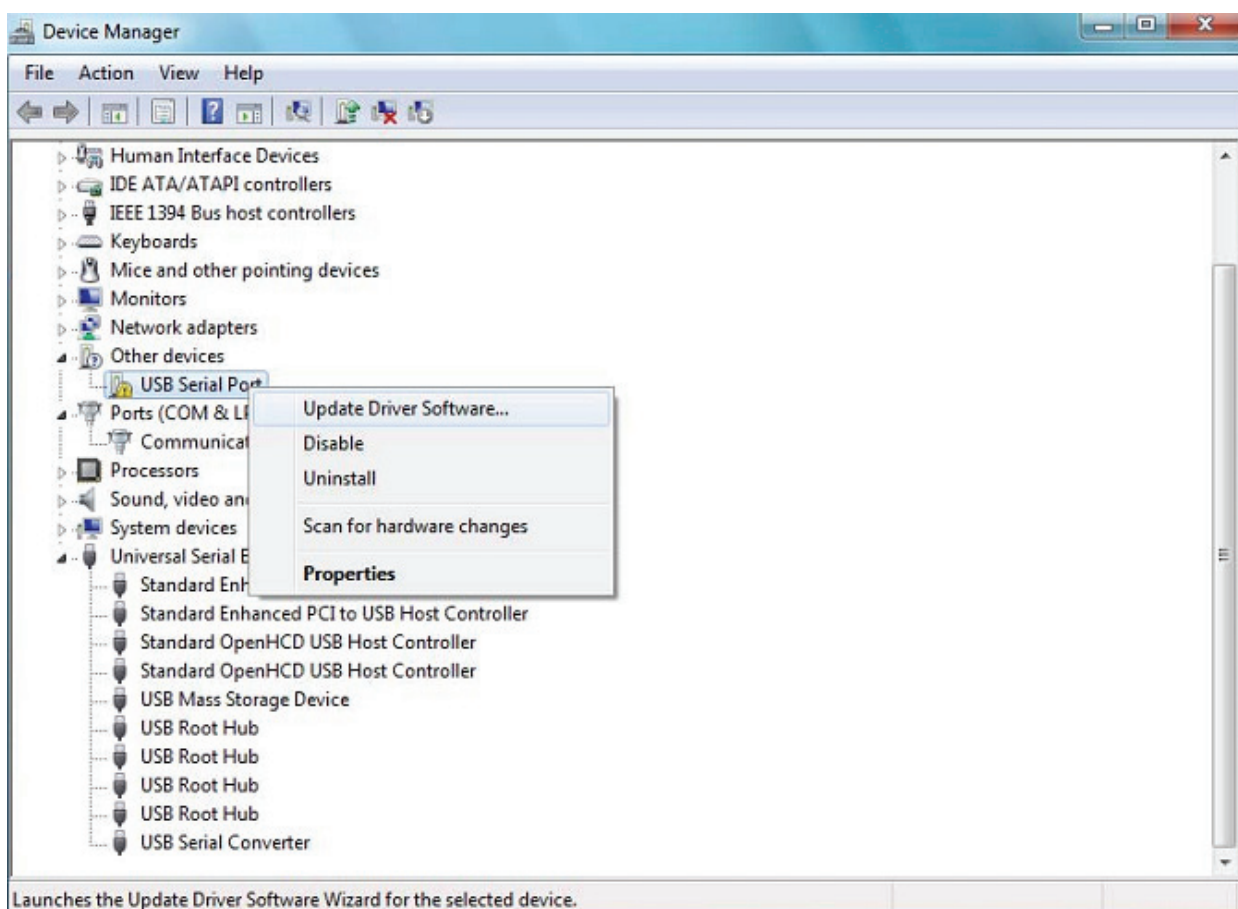 Device Manager
File Action View Help
Human Interface Devices
IDE ATA/ATAPI controllers
IEEE 1394 Bus host controllers
Keyboards
Mice and other pointing devices
Monitors
Network adapters
Other devices
USB Serial Port
Ports (COM &
Update Driver Software...
Disable
Processors
Uninstall
Sound, video
System devices
Scan for hardware changes
Universal Serial
Properties
Standard
Standard Enhanced PCI to USB Host Controller
Standard OpenHCD USB Host Controller
Standard OpenHCD USB Host Controller
USB Mass Storage Device
USB Root Hub
USB Root Hub
USB Root Hub
USB Root Hub
USB Serial Converter
Launches the Update Driver Software Wizard for the selected device.